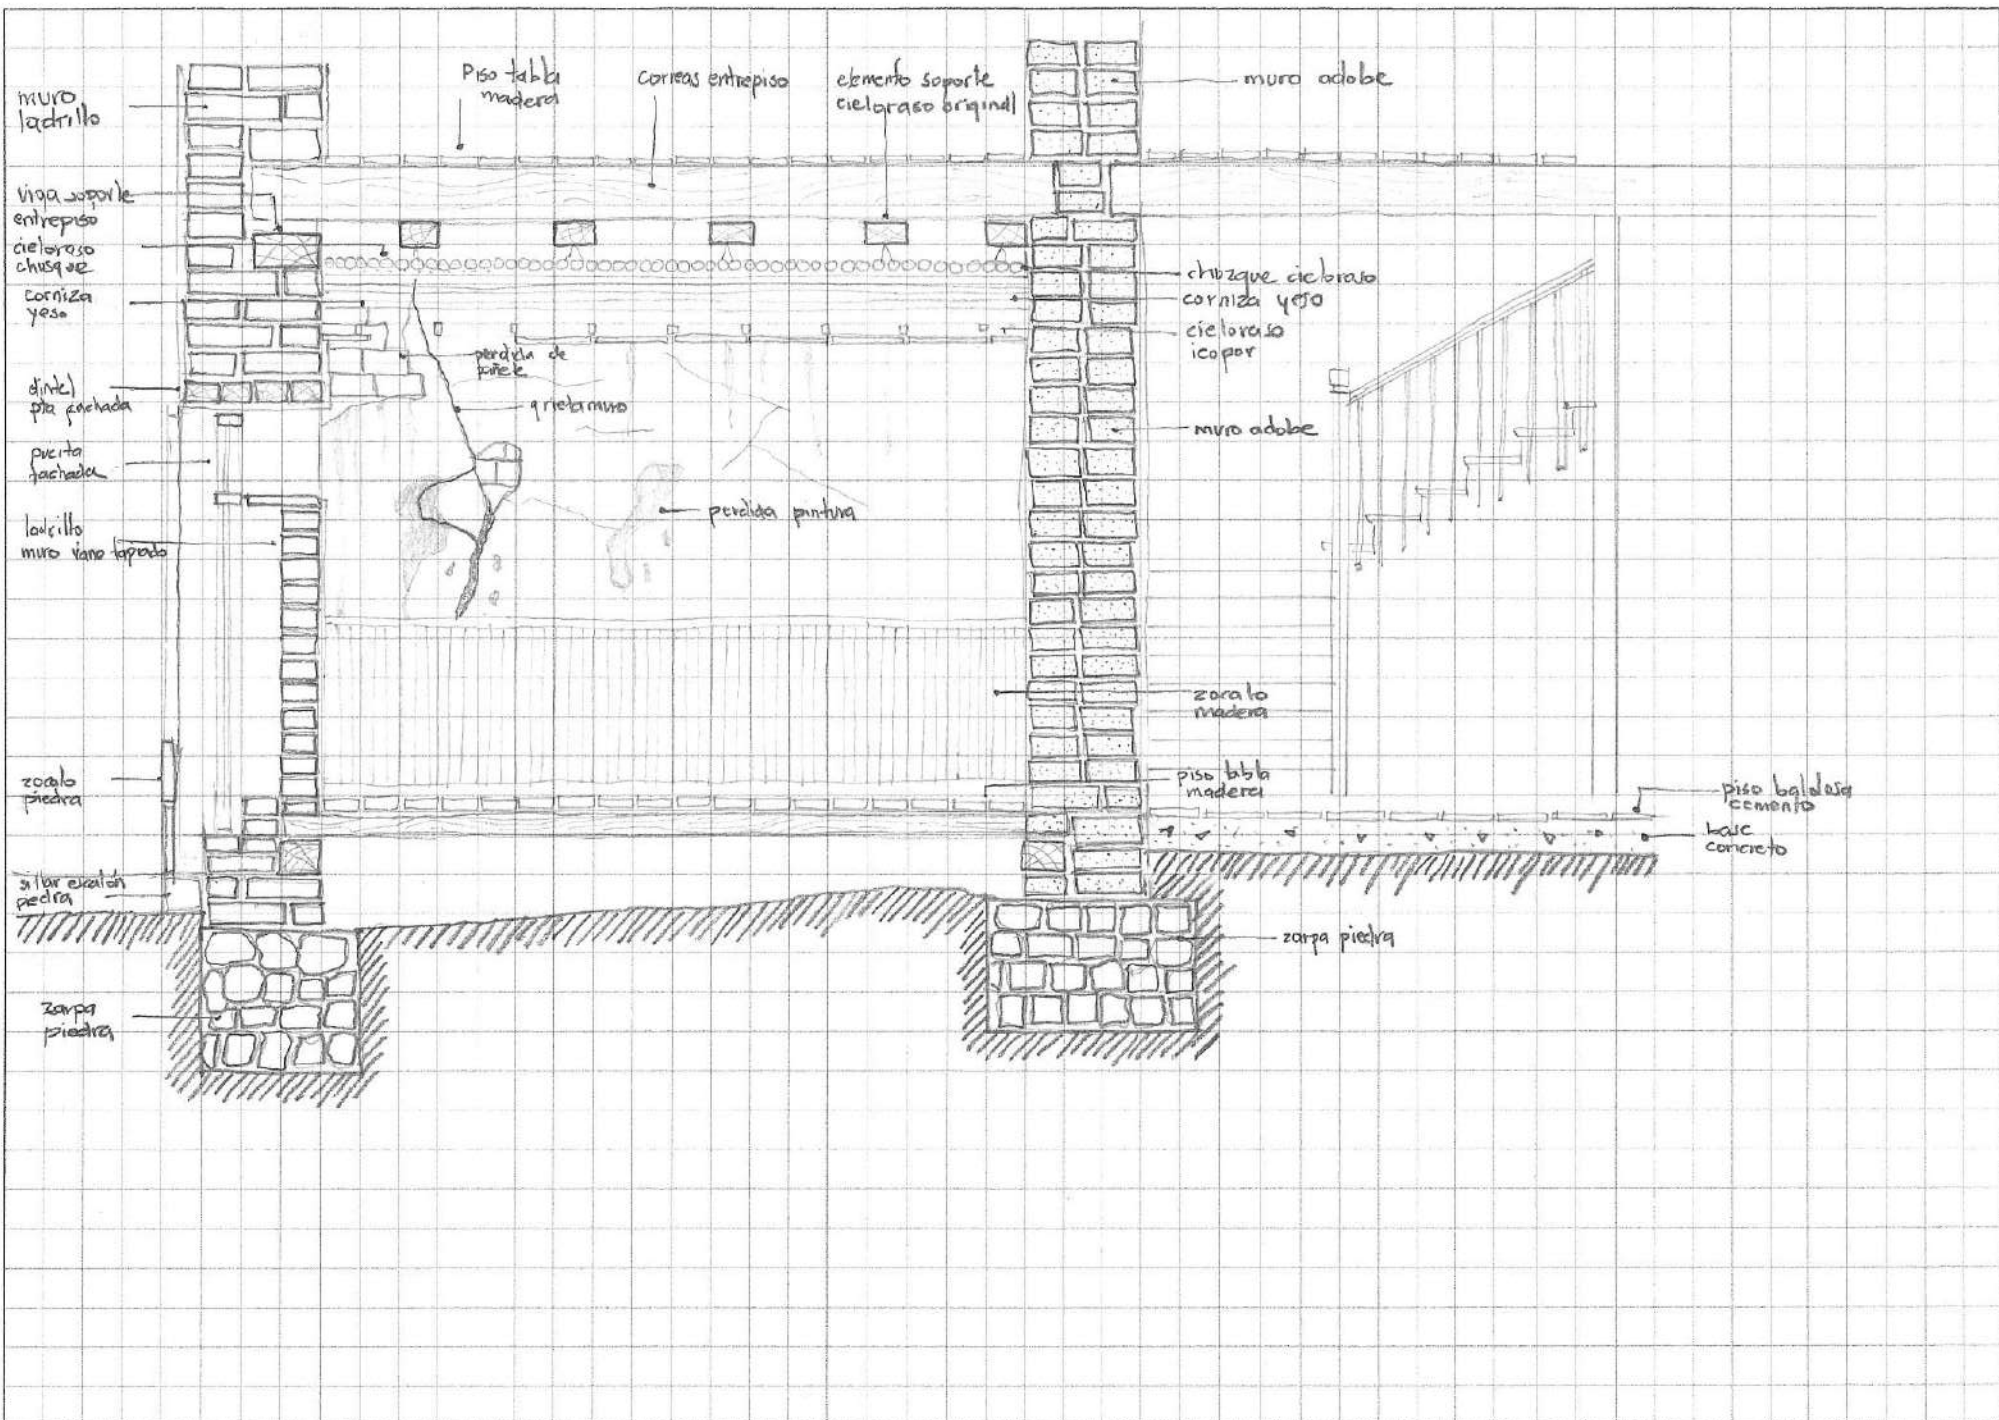 muro
ladrillo
Piso tabla
madera
correas entrepiso
elemento soporte
cieloraso original
muro adobe
viga soporte
entrepiso
cieloraso
chusque
corniza
yeso
chuzque cieloraso
corniza yeso
cieloraso
icopor
perdida de
pañete
grieta muro
dintel
pta fachada
muro adobe
puerta
fachada
perdida pintura
ladrillo
muro vano tapiado
zocalo
madera
zocalo
piedra
piso tabla
madera
piso baldosa
cemento
base
concreto
sillar escalón
piedra
zarpa piedra
zarpa
piedra